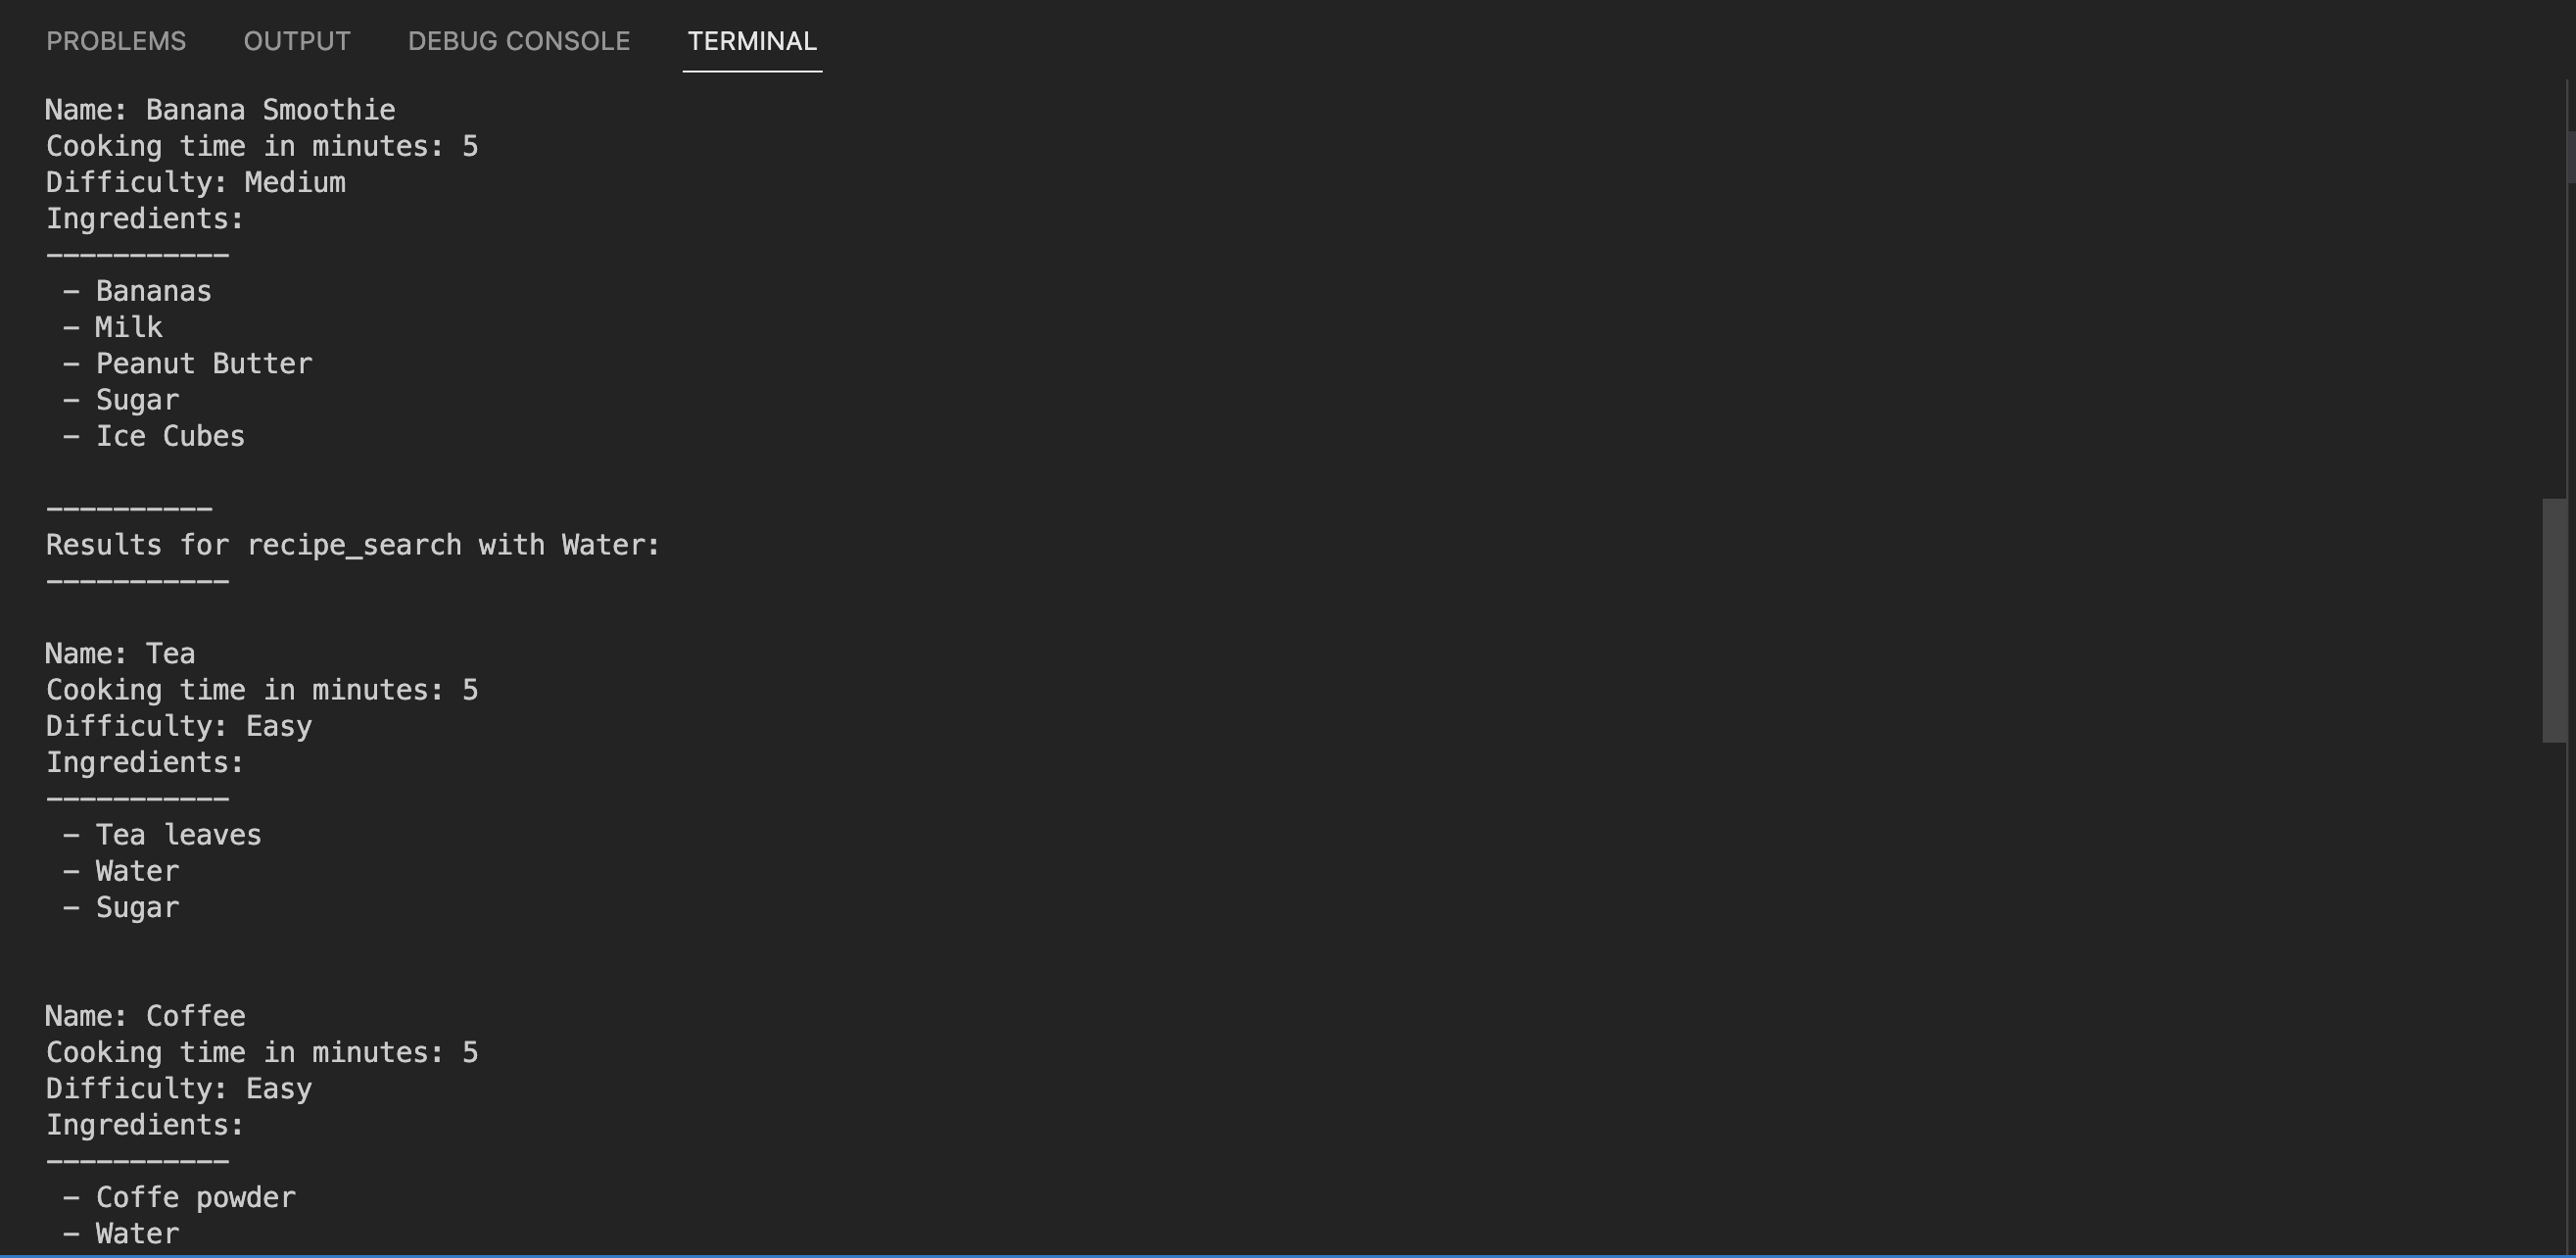 PROBLEMS OUTPUT DEBUG CONSOLE TERMINAL
Name: Banana Smoothie
Cooking time in minutes: 5
Difficulty: Medium
Ingredients:
-----------
 - Bananas
 - Milk
 - Peanut Butter
 - Sugar
 - Ice Cubes
----------
Results for recipe_search with Water:
-----------
Name: Tea
Cooking time in minutes: 5
Difficulty: Easy
Ingredients:
-----------
 - Tea leaves
 - Water
 - Sugar
Name: Coffee
Cooking time in minutes: 5
Difficulty: Easy
Ingredients:
-----------
 - Coffe powder
 - Water